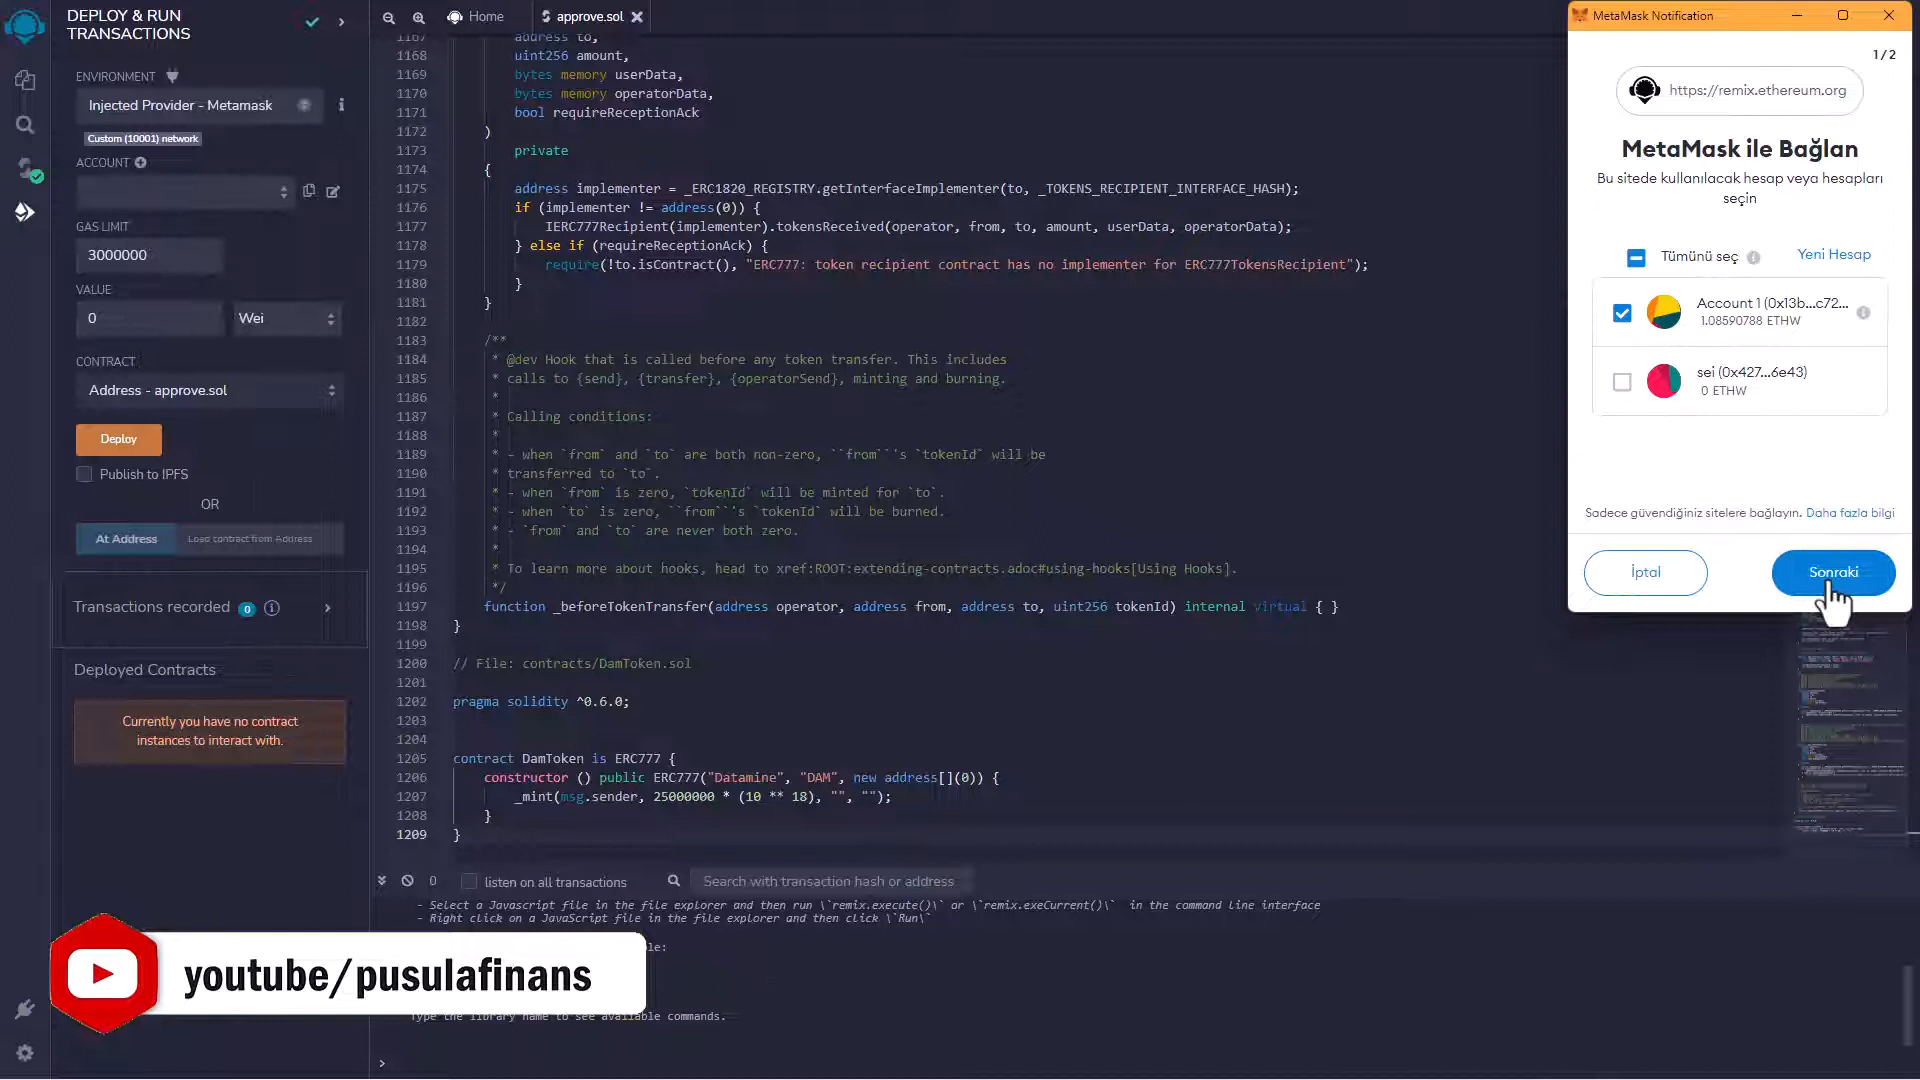 DEPLOY & RUN
TRANSACTIONS
ENVIRONMENT
Injected Provider - Metamask
Custom (10001) network
ACCOUNT
GAS LIMIT
3000000
VALUE
0
Wei
CONTRACT
Address - approve.sol
Deploy
Publish to IPFS
OR
At Address
Load contract from Address
Transactions recorded 0
Deployed Contracts
Currently you have no contract
instances to interact with.
Home
approve.sol
1167 address to,
1168 uint256 amount,
1169 bytes memory userData,
1170 bytes memory operatorData,
1171 bool requireReceptionAck
1172 )
1173 private
1174 {
1175 address implementer = _ERC1820_REGISTRY.getInterfaceImplementer(to, _TOKENS_RECIPIENT_INTERFACE_HASH);
1176 if (implementer != address(0)) {
1177 IERC777Recipient(implementer).tokensReceived(operator, from, to, amount, userData, operatorData);
1178 } else if (requireReceptionAck) {
1179 require(!to.isContract(), "ERC777: token recipient contract has no implementer for ERC777TokensRecipient");
1180 }
1181 }
1182
1183 /**
1184 * @dev Hook that is called before any token transfer. This includes
1185 * calls to {send}, {transfer}, {operatorSend}, minting and burning.
1186 *
1187 * Calling conditions:
1188 *
1189 * - when `from` and `to` are both non-zero, ``from``'s `tokenId` will be
1190 * transferred to `to`.
1191 * - when `from` is zero, `tokenId` will be minted for `to`.
1192 * - when `to` is zero, ``from``'s `tokenId` will be burned.
1193 * - `from` and `to` are never both zero.
1194 *
1195 * To learn more about hooks, head to xref:ROOT:extending-contracts.adoc#using-hooks[Using Hooks].
1196 */
1197 function _beforeTokenTransfer(address operator, address from, address to, uint256 tokenId) internal virtual { }
1198 }
1199
1200 // File: contracts/DamToken.sol
1201
1202 pragma solidity ^0.6.0;
1203
1204
1205 contract DamToken is ERC777 {
1206 constructor () public ERC777("Datamine", "DAM", new address[](0)) {
1207 _mint(msg.sender, 25000000 * (10 ** 18), "", "");
1208 }
1209 }
0
listen on all transactions
Search with transaction hash or address
- Select a Javascript file in the file explorer and then run \`remix.execute()\` or \`remix.exeCurrent()\` in the command line interface
- Right click on a JavaScript file in the file explorer and then click \`Run\`
le:
Type the library name to see available commands.
>
youtube/pusulafinans
MetaMask Notification
1/2
https://remix.ethereum.org
MetaMask ile Bağlan
Bu sitede kullanılacak hesap veya hesapları
seçin
Tümünü seç
Yeni Hesap
Account 1 (0x13b...c72...
1.08590788 ETHW
sei (0x427...6e43)
0 ETHW
Sadece güvendiğiniz sitelere bağlayın. Daha fazla bilgi
İptal
Sonraki